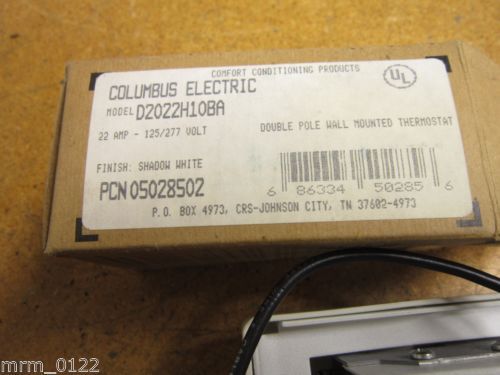 COMFORT CONDITIONING PRODUCTS
UL
COLUMBUS ELECTRIC
MODEL D2022H10BA
22 AMP - 125/277 VOLT
DOUBLE POLE WALL MOUNTED THERMOSTAT
FINISH: SHADOW WHITE
PCN 05028502
6 86334 50285 6
P.O. BOX 4973, CRS-JOHNSON CITY, TN 37602-4973
mrm_0122